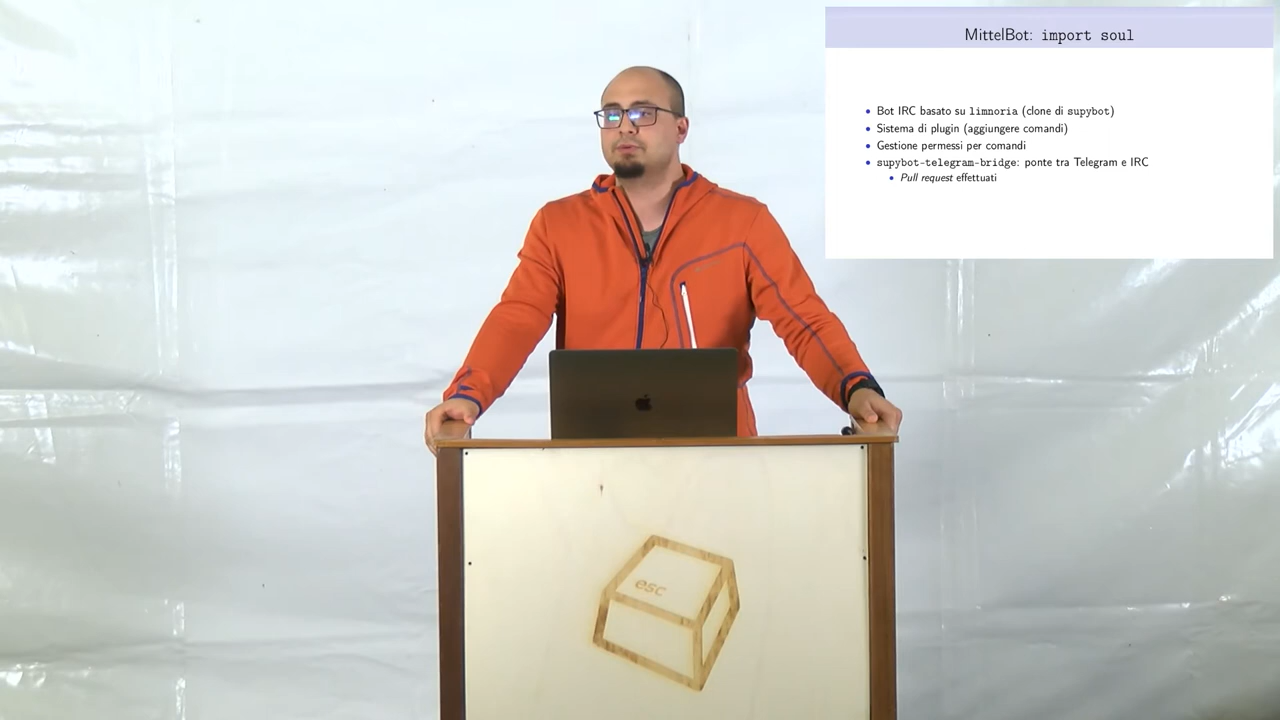 MittelBot: import soul
Bot IRC basato su limnoria (clone di supybot)
Sistema di plugin (aggiungere comandi)
Gestione permessi per comandi
supybot-telegram-bridge: ponte tra Telegram e IRC
Pull request effettuati
esc